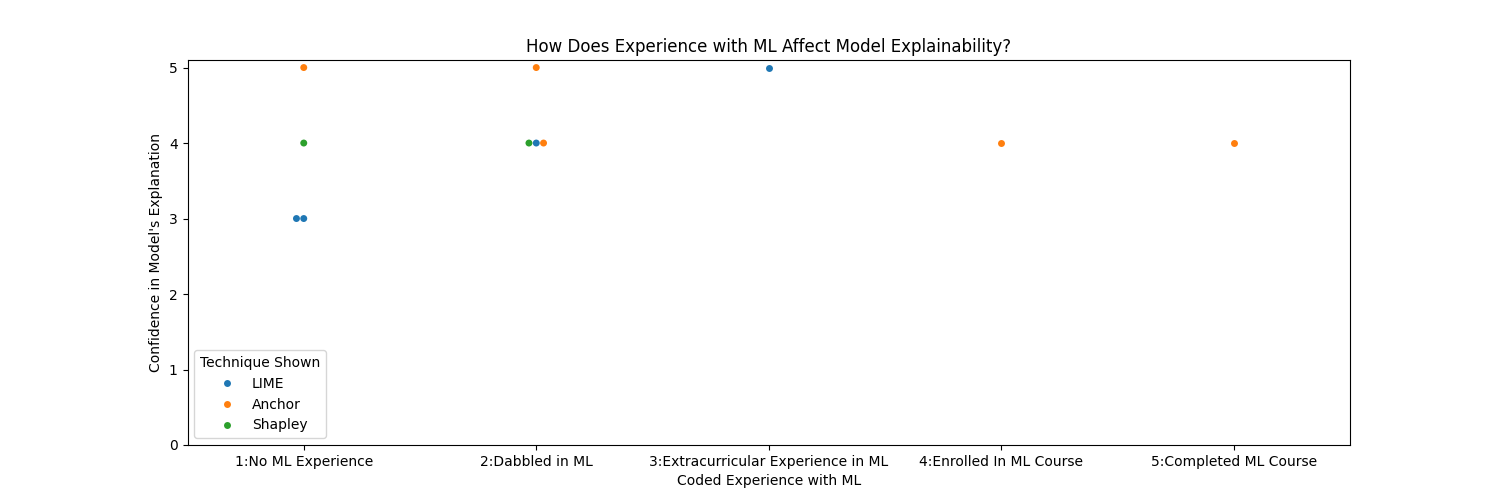 How Does Experience with ML Affect Model Explainability?
Confidence in Model's Explanation
5
4
3
2
1
0
Technique Shown
LIME
Anchor
Shapley
1:No ML Experience
2:Dabbled in ML
3:Extracurricular Experience in ML
4:Enrolled In ML Course
5:Completed ML Course
Coded Experience with ML